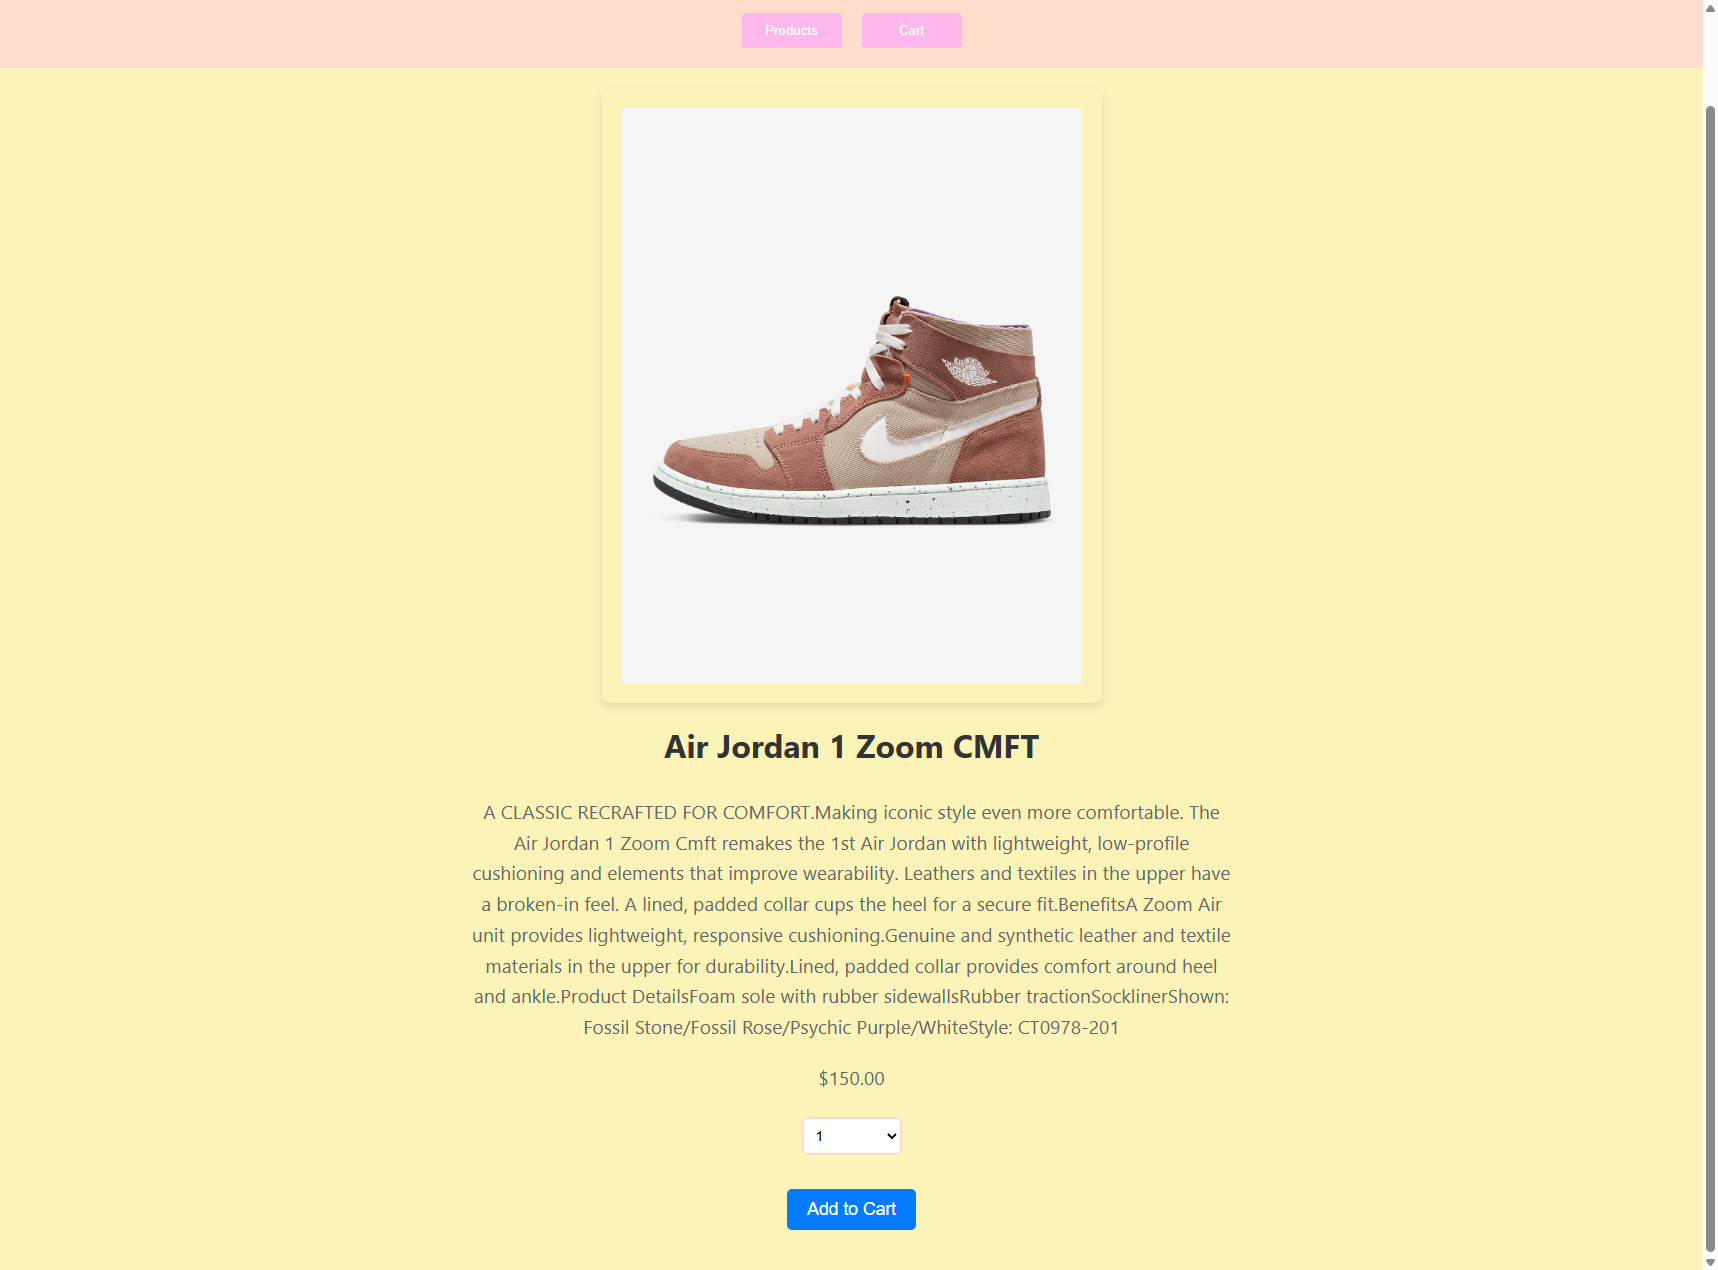 Products Cart
Air Jordan 1 Zoom CMFT
A CLASSIC RECRAFTED FOR COMFORT.Making iconic style even more comfortable. The
Air Jordan 1 Zoom Cmft remakes the 1st Air Jordan with lightweight, low-profile
cushioning and elements that improve wearability. Leathers and textiles in the upper have
a broken-in feel. A lined, padded collar cups the heel for a secure fit.BenefitsA Zoom Air
unit provides lightweight, responsive cushioning.Genuine and synthetic leather and textile
materials in the upper for durability.Lined, padded collar provides comfort around heel
and ankle.Product DetailsFoam sole with rubber sidewallsRubber tractionSocklinerShown:
Fossil Stone/Fossil Rose/Psychic Purple/WhiteStyle: CT0978-201
$150.00
1
Add to Cart